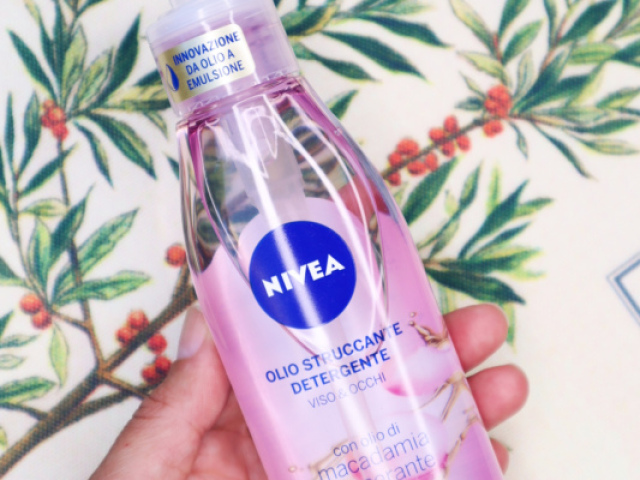 INNOVAZIONE
DA OLIO A
EMULSIONE
NIVEA
OLIO STRUCCANTE
DETERGENTE
VISO & OCCHI
con olio di
macadamia